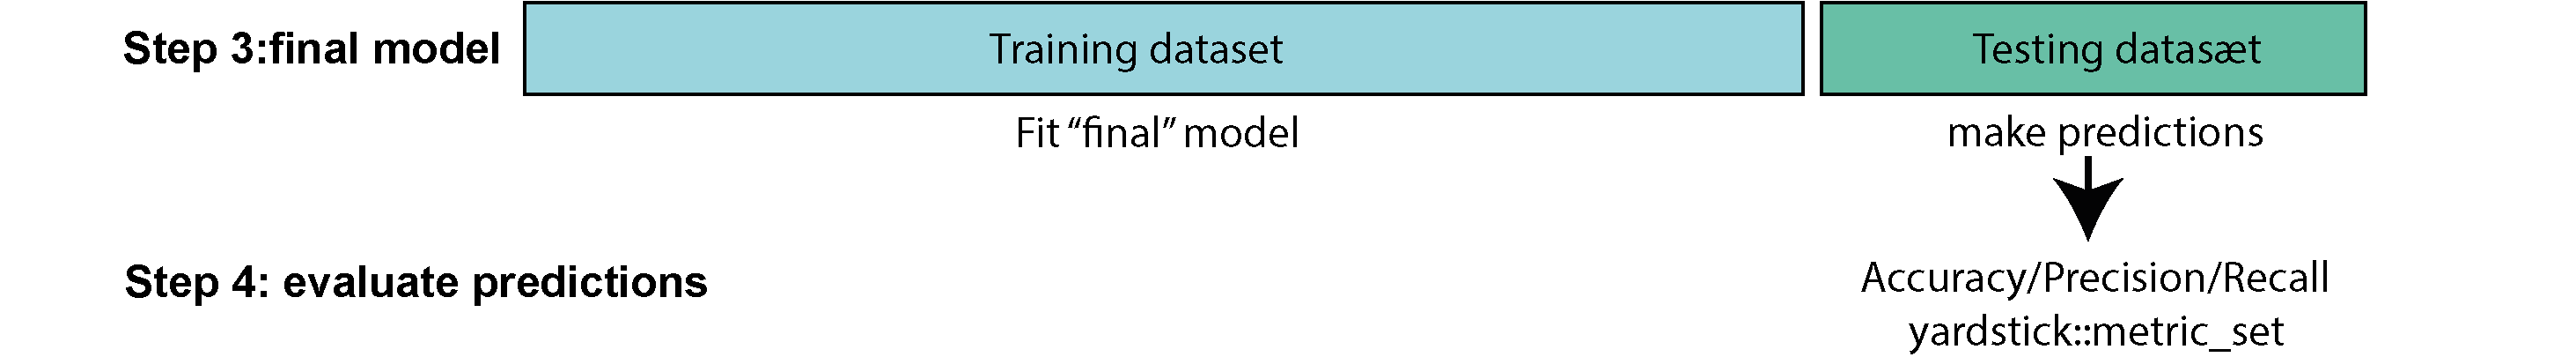 Step 3:final model
Training dataset
Testing datasæt
Fit “final” model
make predictions
Step 4: evaluate predictions
Accuracy/Precision/Recall
yardstick::metric_set